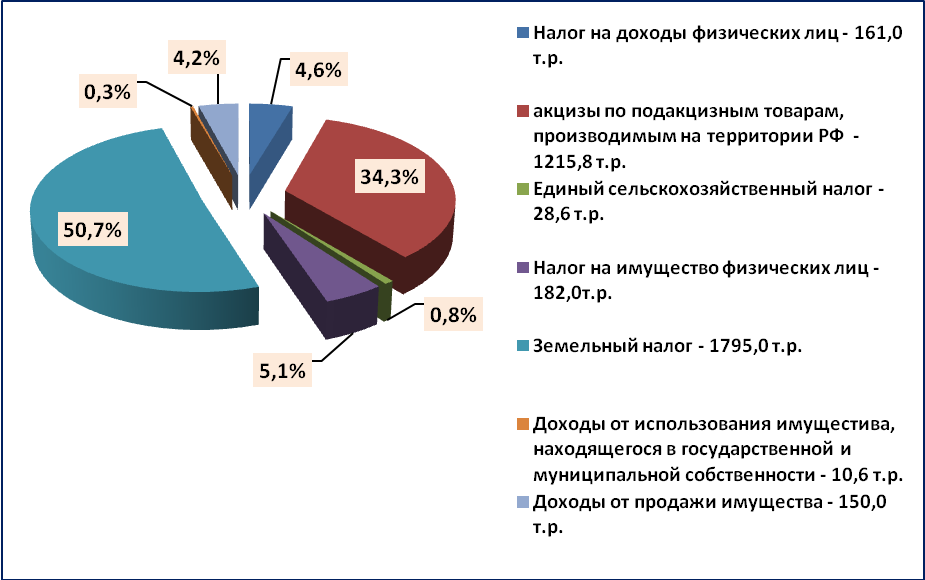 4,2%
4,6%
0,3%
34,3%
50,7%
0,8%
5,1%
Налог на доходы физических лиц - 161,0
т.р.
акцизы по подакцизным товарам,
производимым на территории РФ -
1215,8 т.р.
Единый сельскохозяйственный налог -
28,6 т.р.
Налог на имущество физических лиц -
182,0т.р.
Земельный налог - 1795,0 т.р.
Доходы от использования имущестива,
находящегося в государственной и
муниципальной собственности - 10,6 т.р.
Доходы от продажи имущества - 150,0
т.р.